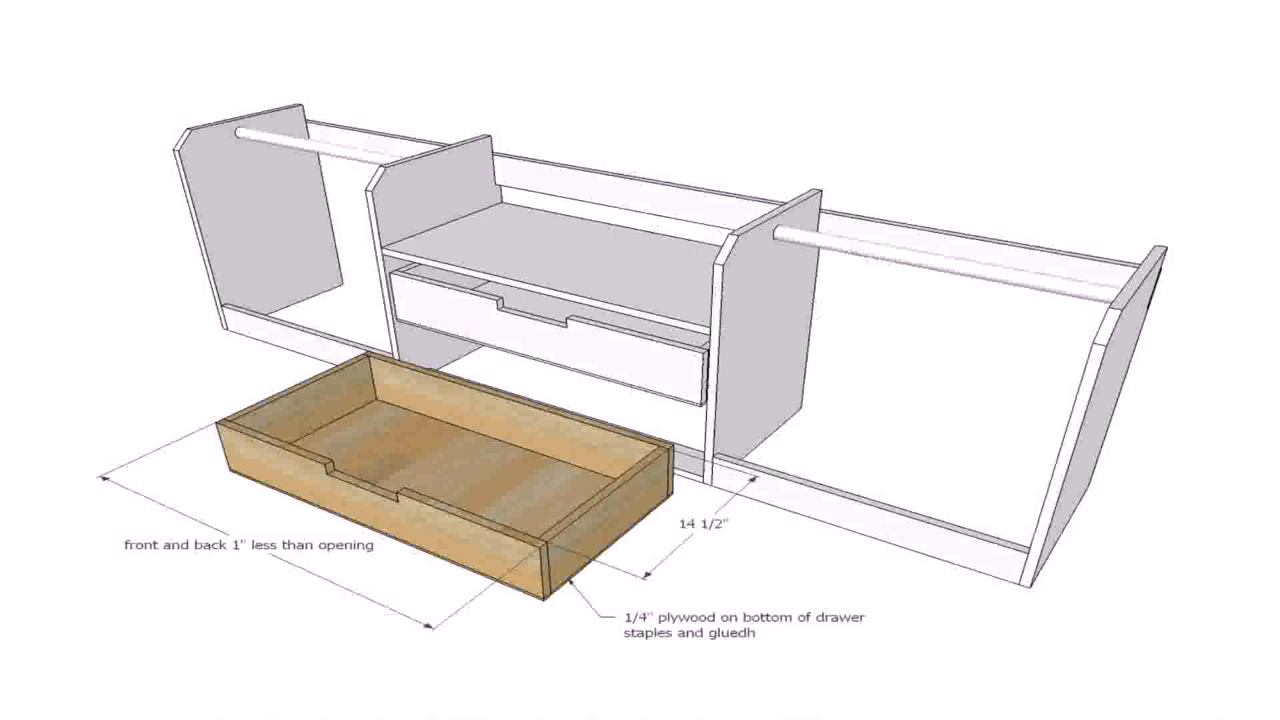 14 1/2"
front and back 1" less than opening
1/4" plywood on bottom of drawer
staples and gluedh